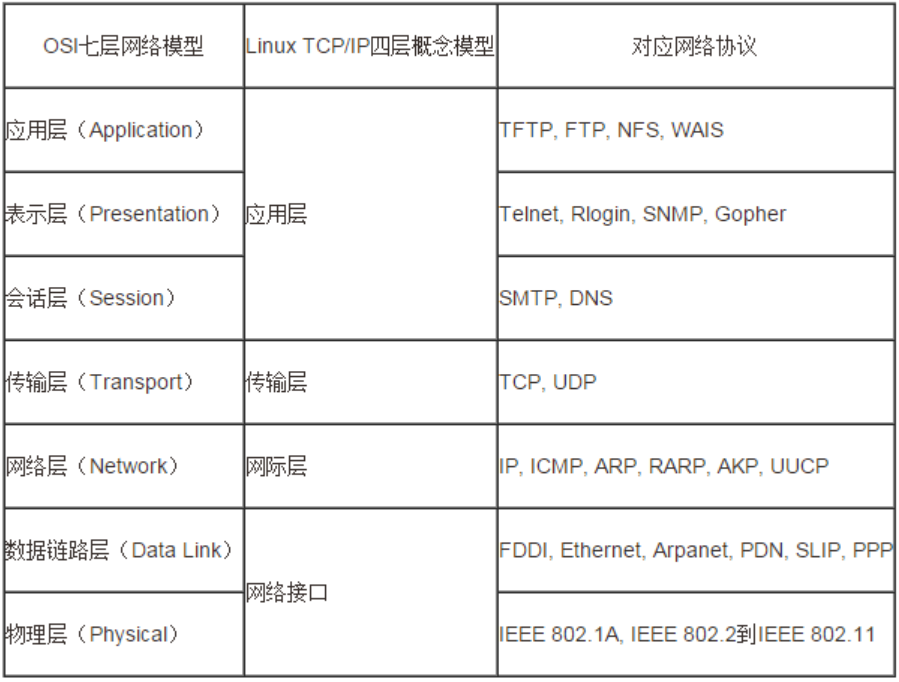 OSI七层网络模型 Linux TCP/IP四层概念模型 对应网络协议
应用层（Application） TFTP, FTP, NFS, WAIS
表示层（Presentation） 应用层 Telnet, Rlogin, SNMP, Gopher
会话层（Session） SMTP, DNS
传输层（Transport） 传输层 TCP, UDP
网络层（Network） 网际层 IP, ICMP, ARP, RARP, AKP, UUCP
数据链路层（Data Link） FDDI, Ethernet, Arpanet, PDN, SLIP, PPP
网络接口
物理层（Physical） IEEE 802.1A, IEEE 802.2到IEEE 802.11